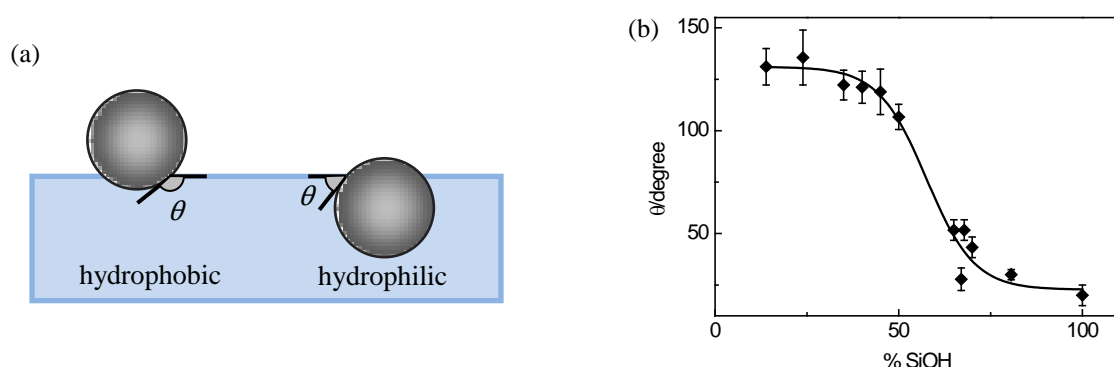 (a)
θ
θ
hydrophobic
hydrophilic
(b)
θ/degree
150
100
50
0
50
100
% SiOH